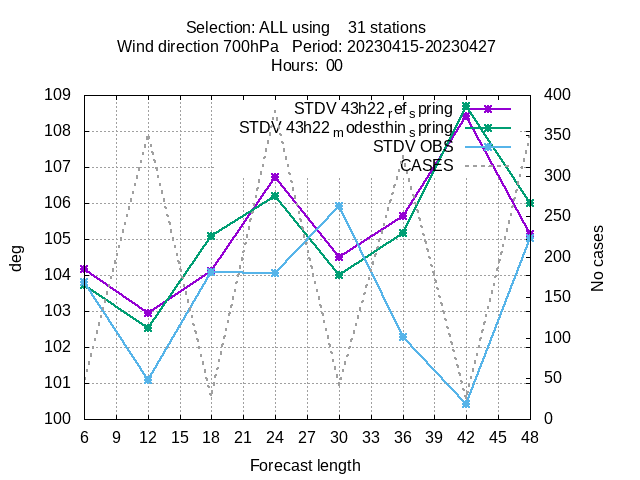 Selection: ALL using 31 stations
Wind direction 700hPa Period: 20230415-20230427
Hours: 00
109
108
107
106
105
104
103
102
101
100
deg
400
350
300
250
200
150
100
50
0
No cases
STDV 43h22 ref spring
STDV 43h22 modesthin spring
STDV OBS
CASES
6 9 12 15 18 21 24 27 30 33 36 39 42 45 48
Forecast length